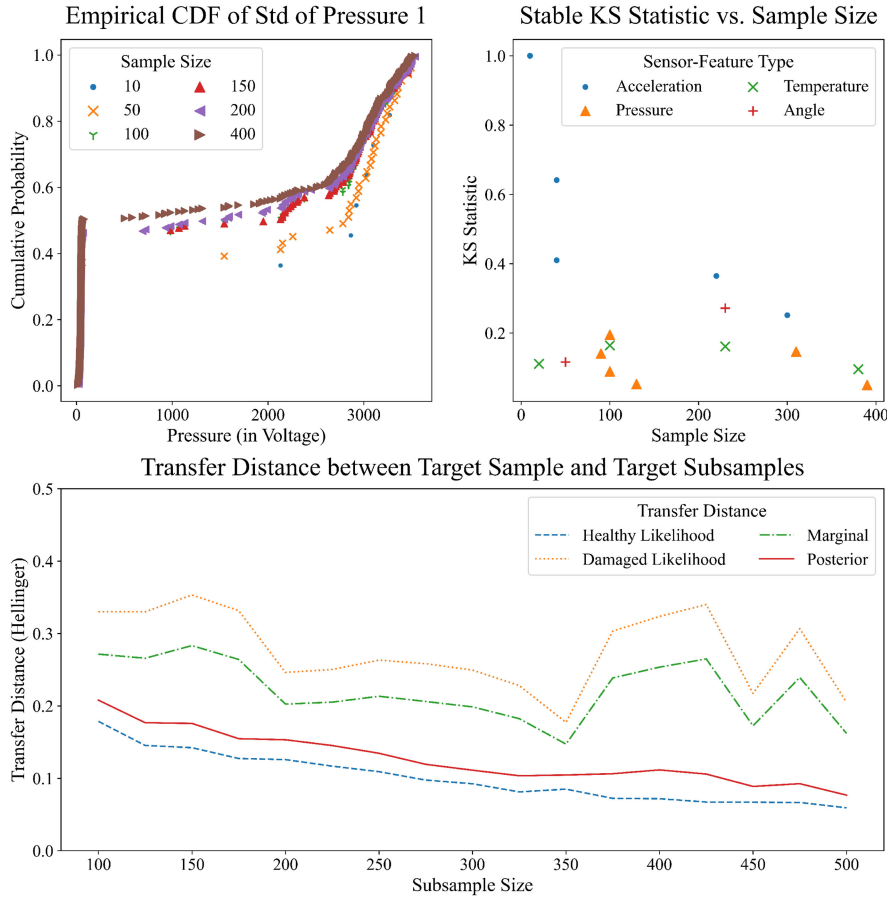 Empirical CDF of Std of Pressure 1
Cumulative Probability
1.0
0.8
0.6
0.4
0.2
0.0
Sample Size
10 150
50 200
100 400
0 1000 2000 3000
Pressure (in Voltage)
Stable KS Statistic vs. Sample Size
KS Statistic
1.0
0.8
0.6
0.4
0.2
Sensor-Feature Type
Acceleration Temperature
Pressure Angle
0 100 200 300 400
Sample Size
Transfer Distance between Target Sample and Target Subsamples
Transfer Distance (Hellinger)
0.5
0.4
0.3
0.2
0.1
0.0
Transfer Distance
Healthy Likelihood Marginal
Damaged Likelihood Posterior
100 150 200 250 300 350 400 450 500
Subsample Size